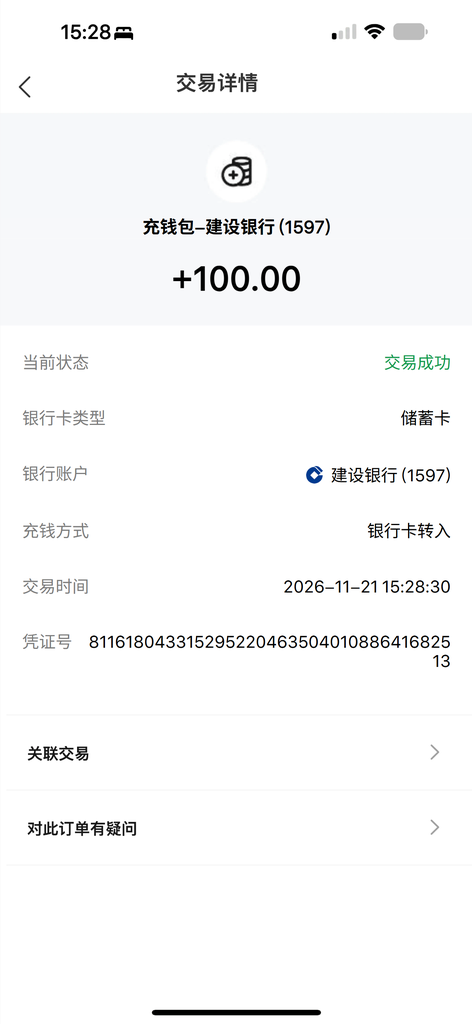 15:28
交易详情
充钱包–建设银行(1597)
+100.00
当前状态 交易成功
银行卡类型 储蓄卡
银行账户 建设银行(1597)
充钱方式 银行卡转入
交易时间 2026–11–21 15:28:30
凭证号 811618043315295220463504010886416825
13
关联交易
对此订单有疑问